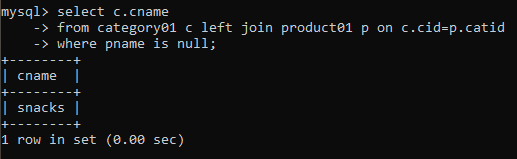 mysql> select c.cname
    -> from category01 c left join product01 p on c.cid=p.catid
    -> where pname is null;
+--------+
| cname  |
+--------+
| snacks |
+--------+
1 row in set (0.00 sec)